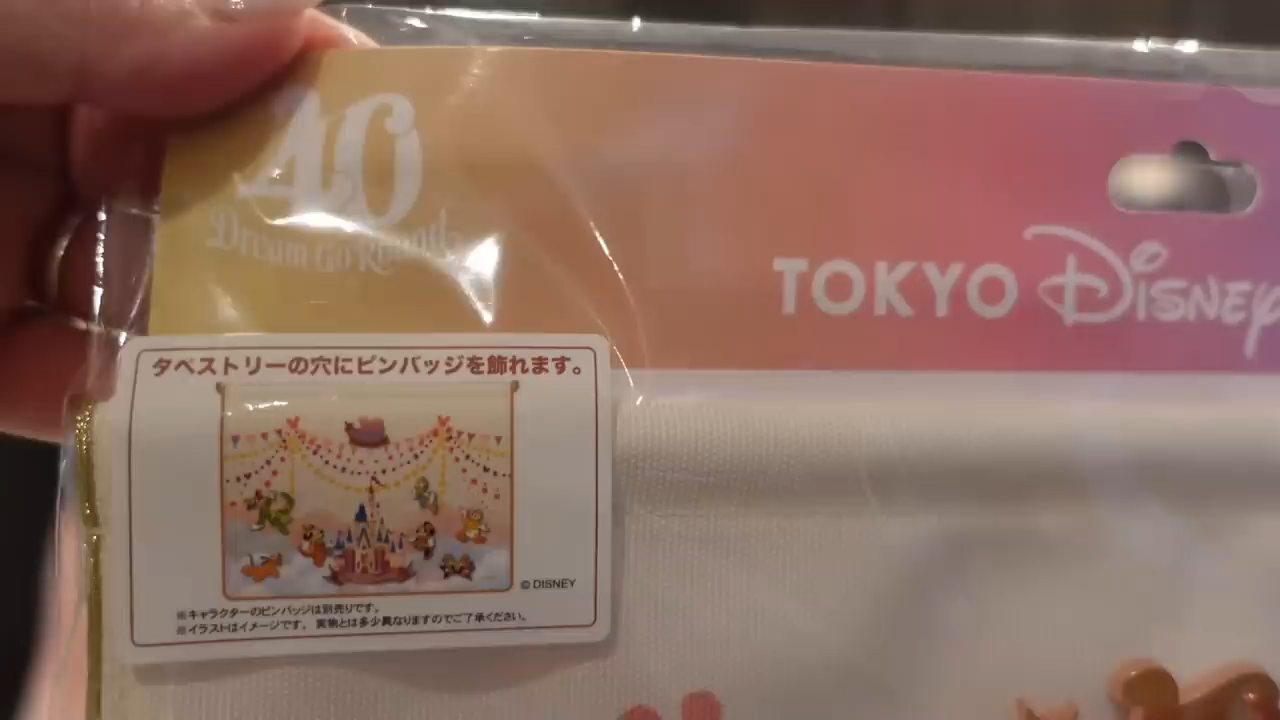 40
Dream Go Round
TOKYO DISNEY
タペストリーの穴にピンバッジを飾れます。
© DISNEY
※キャラクターのピンバッジは別売りです。
※イラストはイメージです。 実物とは多少異なりますのでご了承ください。